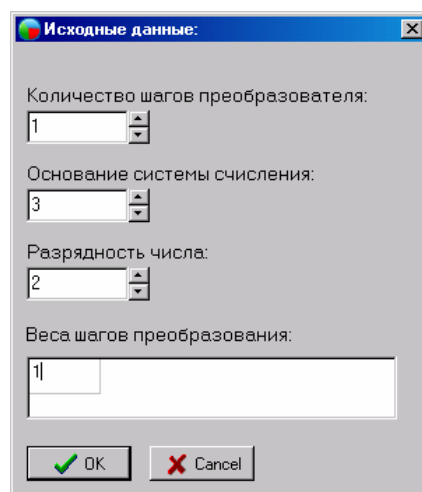 Исходные данные:
Количество шагов преобразователя:
1
Основание системы счисления:
3
Разрядность числа:
2
Веса шагов преобразования:
1
OK
Cancel